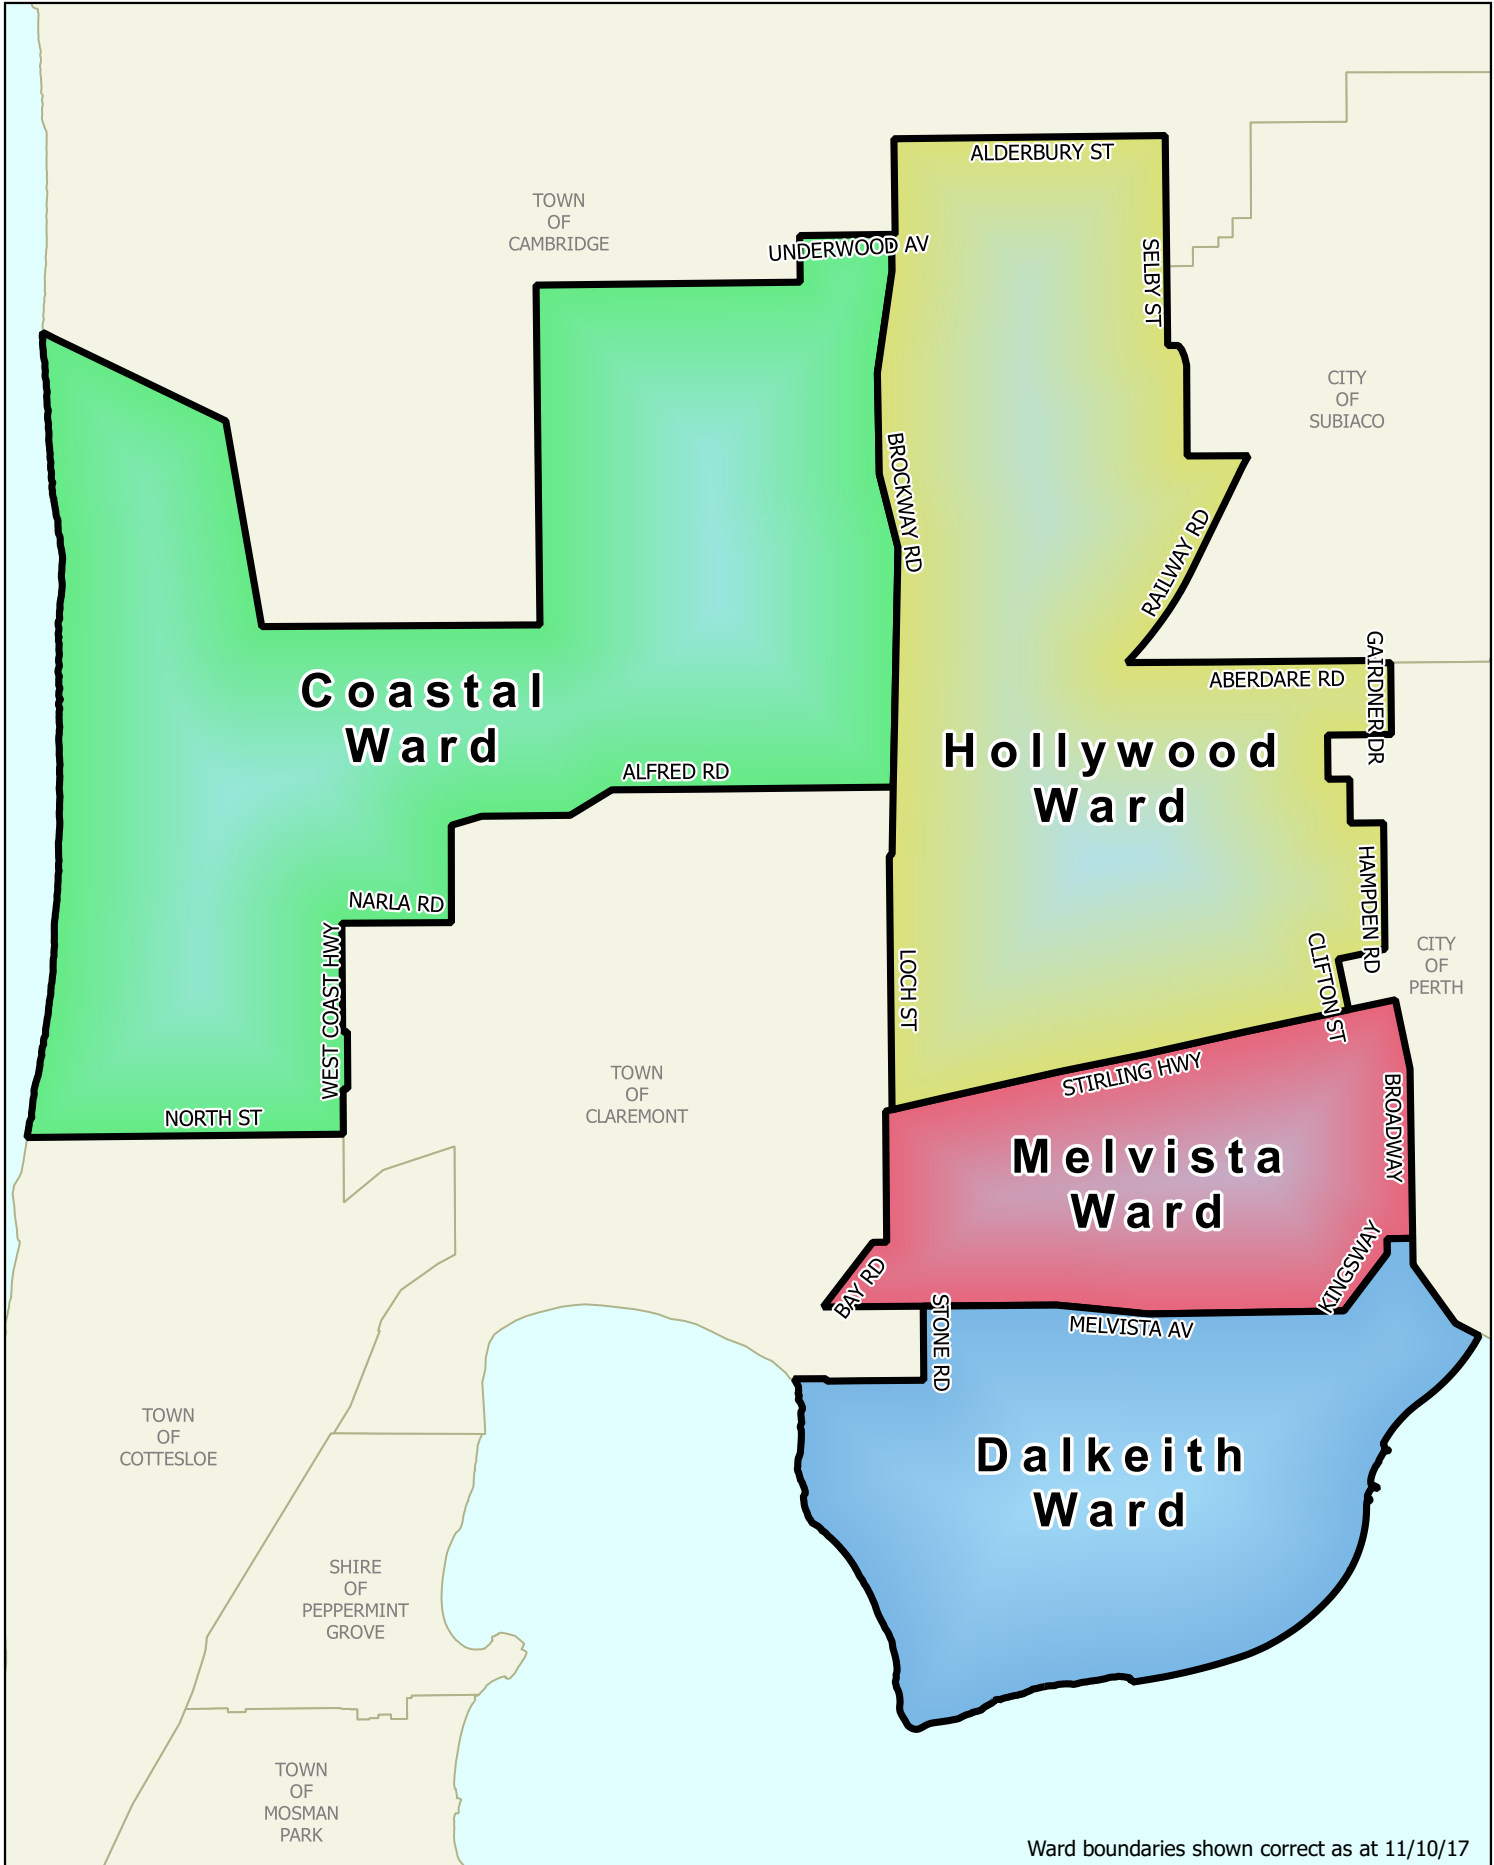 ALDERBURY ST
TOWN
OF
CAMBRIDGE
UNDERWOOD AV
SELBY ST
CITY
OF
SUBIACO
BROCKWAY RD
RAILWAY RD
GAIRDNER DR
ABERDARE RD
Coastal
Ward
ALFRED RD
Hollywood
Ward
HAMPDEN RD
NARLA RD
WEST COAST HWY
LOCH ST
CLIFTON ST
CITY
OF
PERTH
STIRLING HWY
TOWN
OF
CLAREMONT
BROADWAY
NORTH ST
Melvista
Ward
BAY RD
KINGSWAY
STONE RD
MELVISTA AV
TOWN
OF
COTTESLOE
Dalkeith
Ward
SHIRE
OF
PEPPERMINT
GROVE
TOWN
OF
MOSMAN
PARK
Ward boundaries shown correct as at 11/10/17